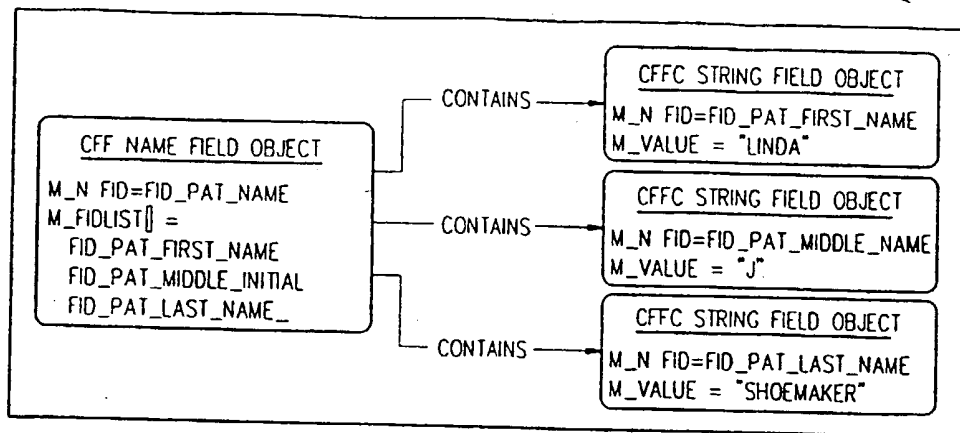 CFF NAME FIELD OBJECT
M_N FID=FID_PAT_NAME
M_FIDLIST[] =
FID_PAT_FIRST_NAME
FID_PAT_MIDDLE_INITIAL
FID_PAT_LAST_NAME_
CONTAINS
CFFC STRING FIELD OBJECT
M_N FID=FID_PAT_FIRST_NAME
M_VALUE = "LINDA"
CONTAINS
CFFC STRING FIELD OBJECT
M_N FID=FID_PAT_MIDDLE_NAME
M_VALUE = "J".
CONTAINS
CFFC STRING FIELD OBJECT
M_N FID=FID_PAT_LAST_NAME
M_VALUE = "SHOEMAKER"